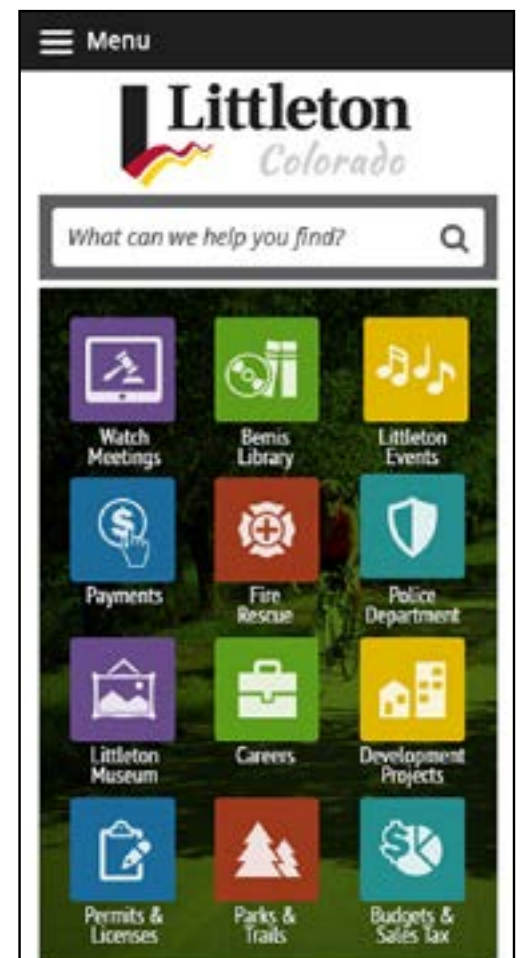 Menu
Littleton
Colorado
What can we help you find?
Watch
Meetings
Bemis
Library
Littleton
Events
Payments
Fire
Rescue
Police
Department
Littleton
Museum
Careers
Development
Projects
Permits &
Licenses
Parks &
Trails
Budgets &
Sales Tax